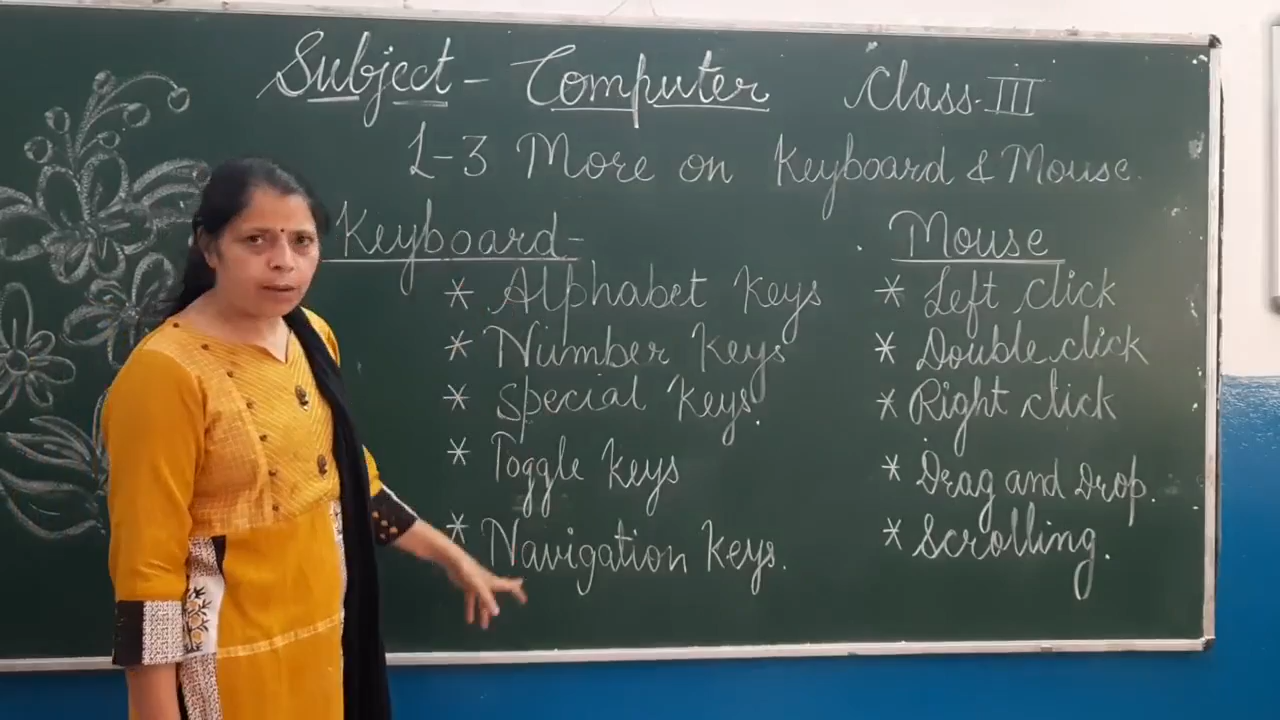 Subject - Computer Class-III
L-3 More on Keyboard & Mouse.
Keyboard-
* Alphabet Keys
* Number Keys
* Special Keys.
* Toggle Keys
* Navigation Keys.
Mouse
* Left click
* Double click
* Right click
* Drag and Drop.
* Scrolling.